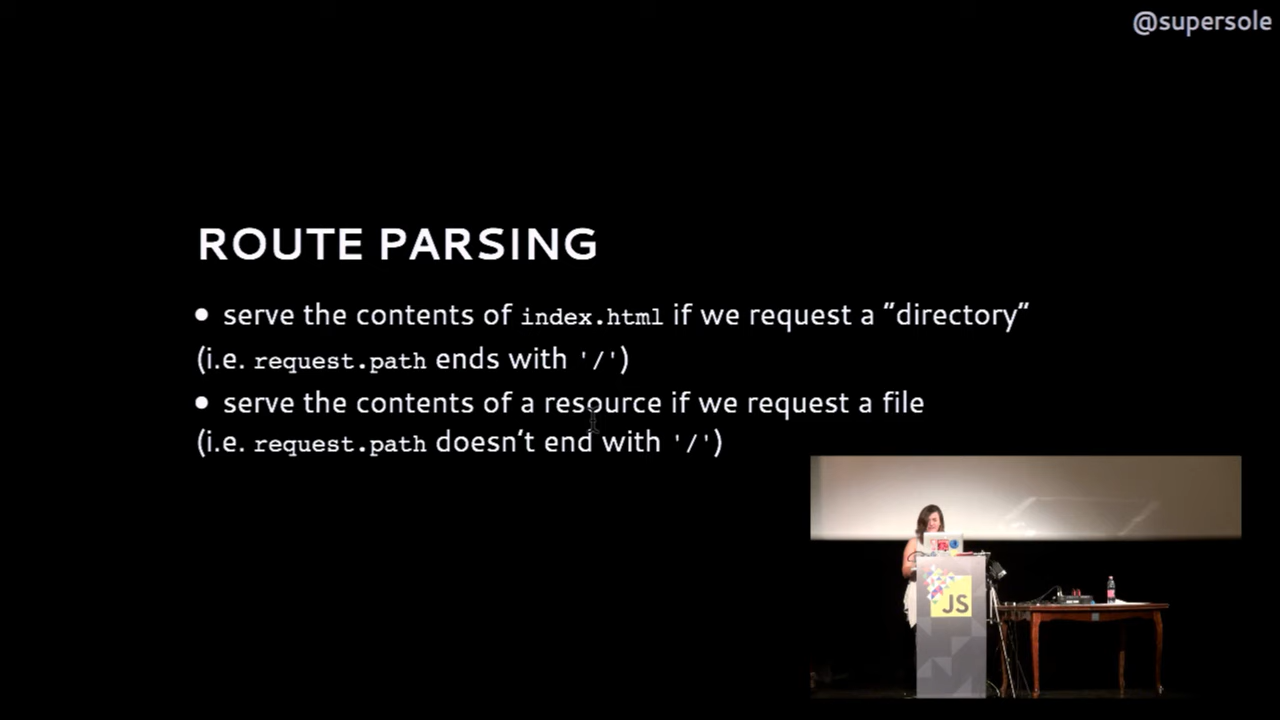 @supersole
ROUTE PARSING
• serve the contents of index.html if we request a "directory"
(i.e. request.path ends with '/')
• serve the contents of a resource if we request a file
(i.e. request.path doesn't end with '/')
JS